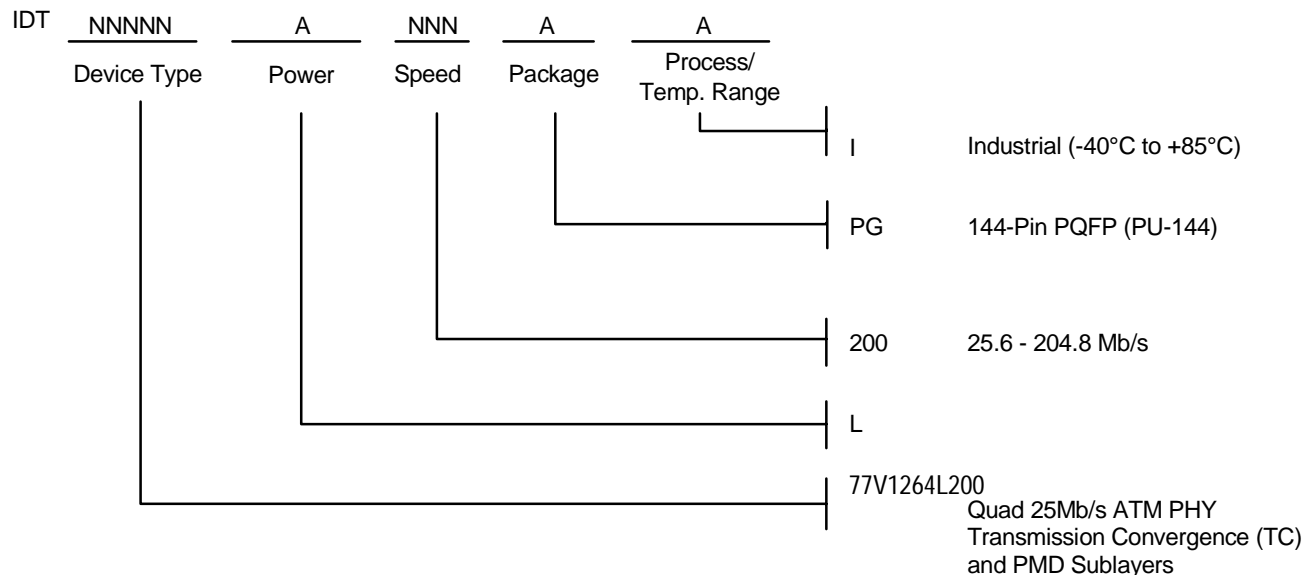 IDT NNNNN A NNN A A
Device Type Power Speed Package Process/
Temp. Range
I Industrial (-40°C to +85°C)
PG 144-Pin PQFP (PU-144)
200 25.6 - 204.8 Mb/s
L
77V1264L200
Quad 25Mb/s ATM PHY
Transmission Convergence (TC)
and PMD Sublayers